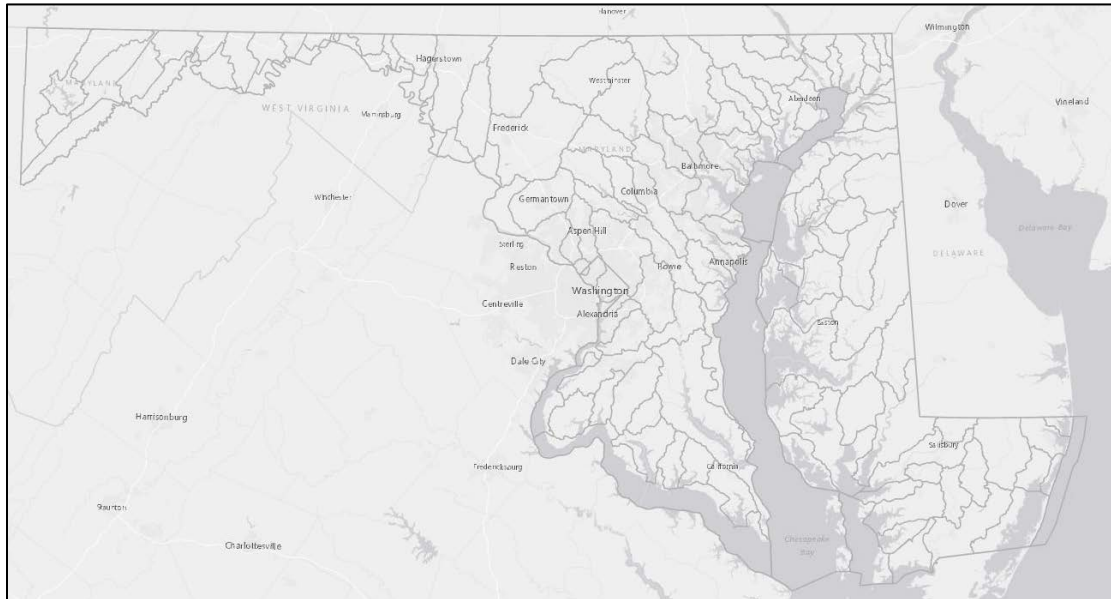 Hanover
Wilmington
Hagerstown
Westminster
MARYLAND
Aberdeen
Vineland
WEST VIRGINIA
Martinsburg
Frederick
MARYLAND
Baltimore
Winchester
Germantown
Columbia
Dover
Aspen Hill
Delaware Bay
Sterling
Reston
Bowie
Annapolis
DELAWARE
Washington
Centreville
Alexandria
Easton
Dale City
Harrisonburg
Salisbury
Fredericksburg
California
Staunton
Chesapeake
Bay
Charlottesville